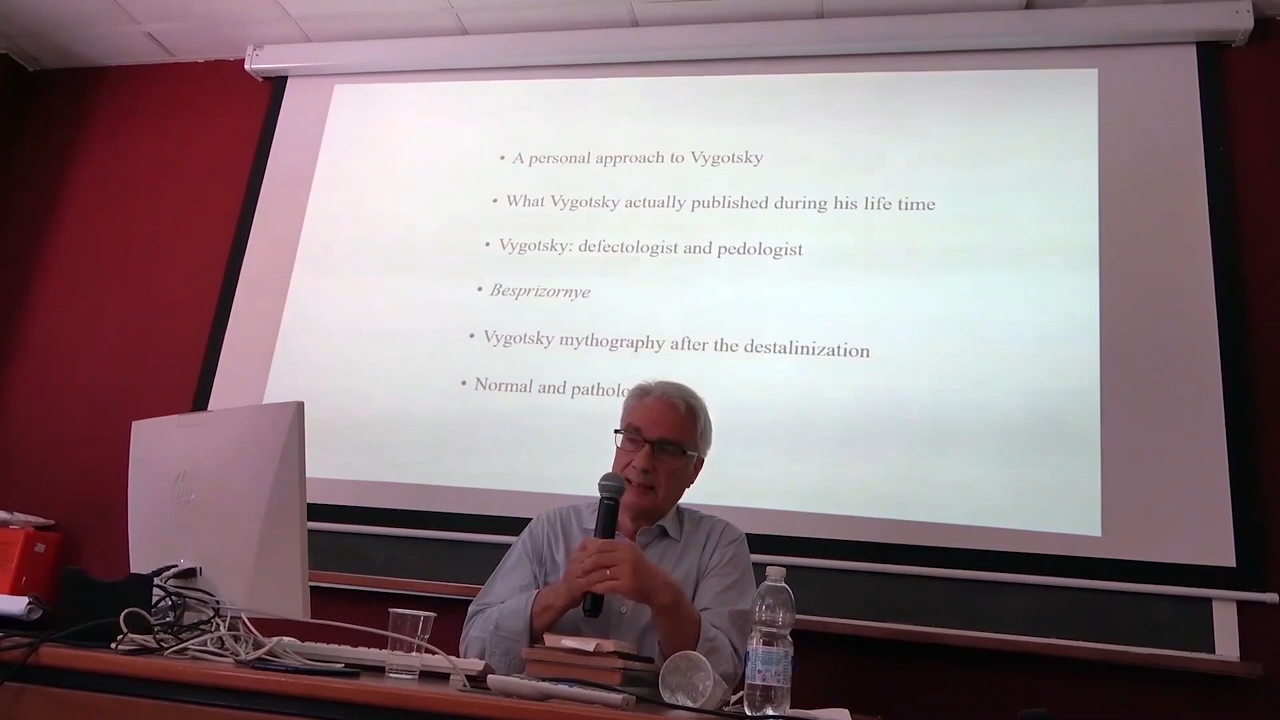 • A personal approach to Vygotsky
• What Vygotsky actually published during his life time
• Vygotsky: defectologist and pedologist
• Besprizornye
• Vygotsky mythography after the destalinization
• Normal and patholo